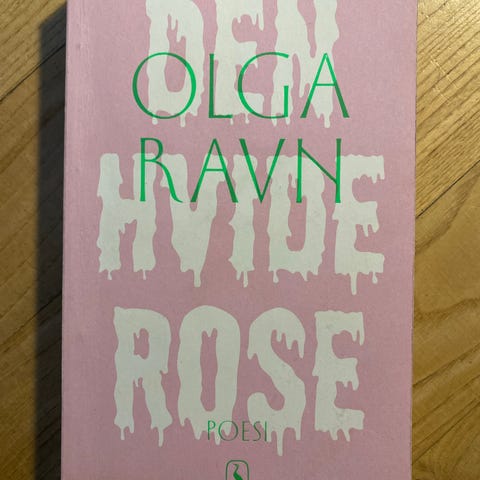 DEN
OLGA
RAVN
HVIDE
ROSE
POESI